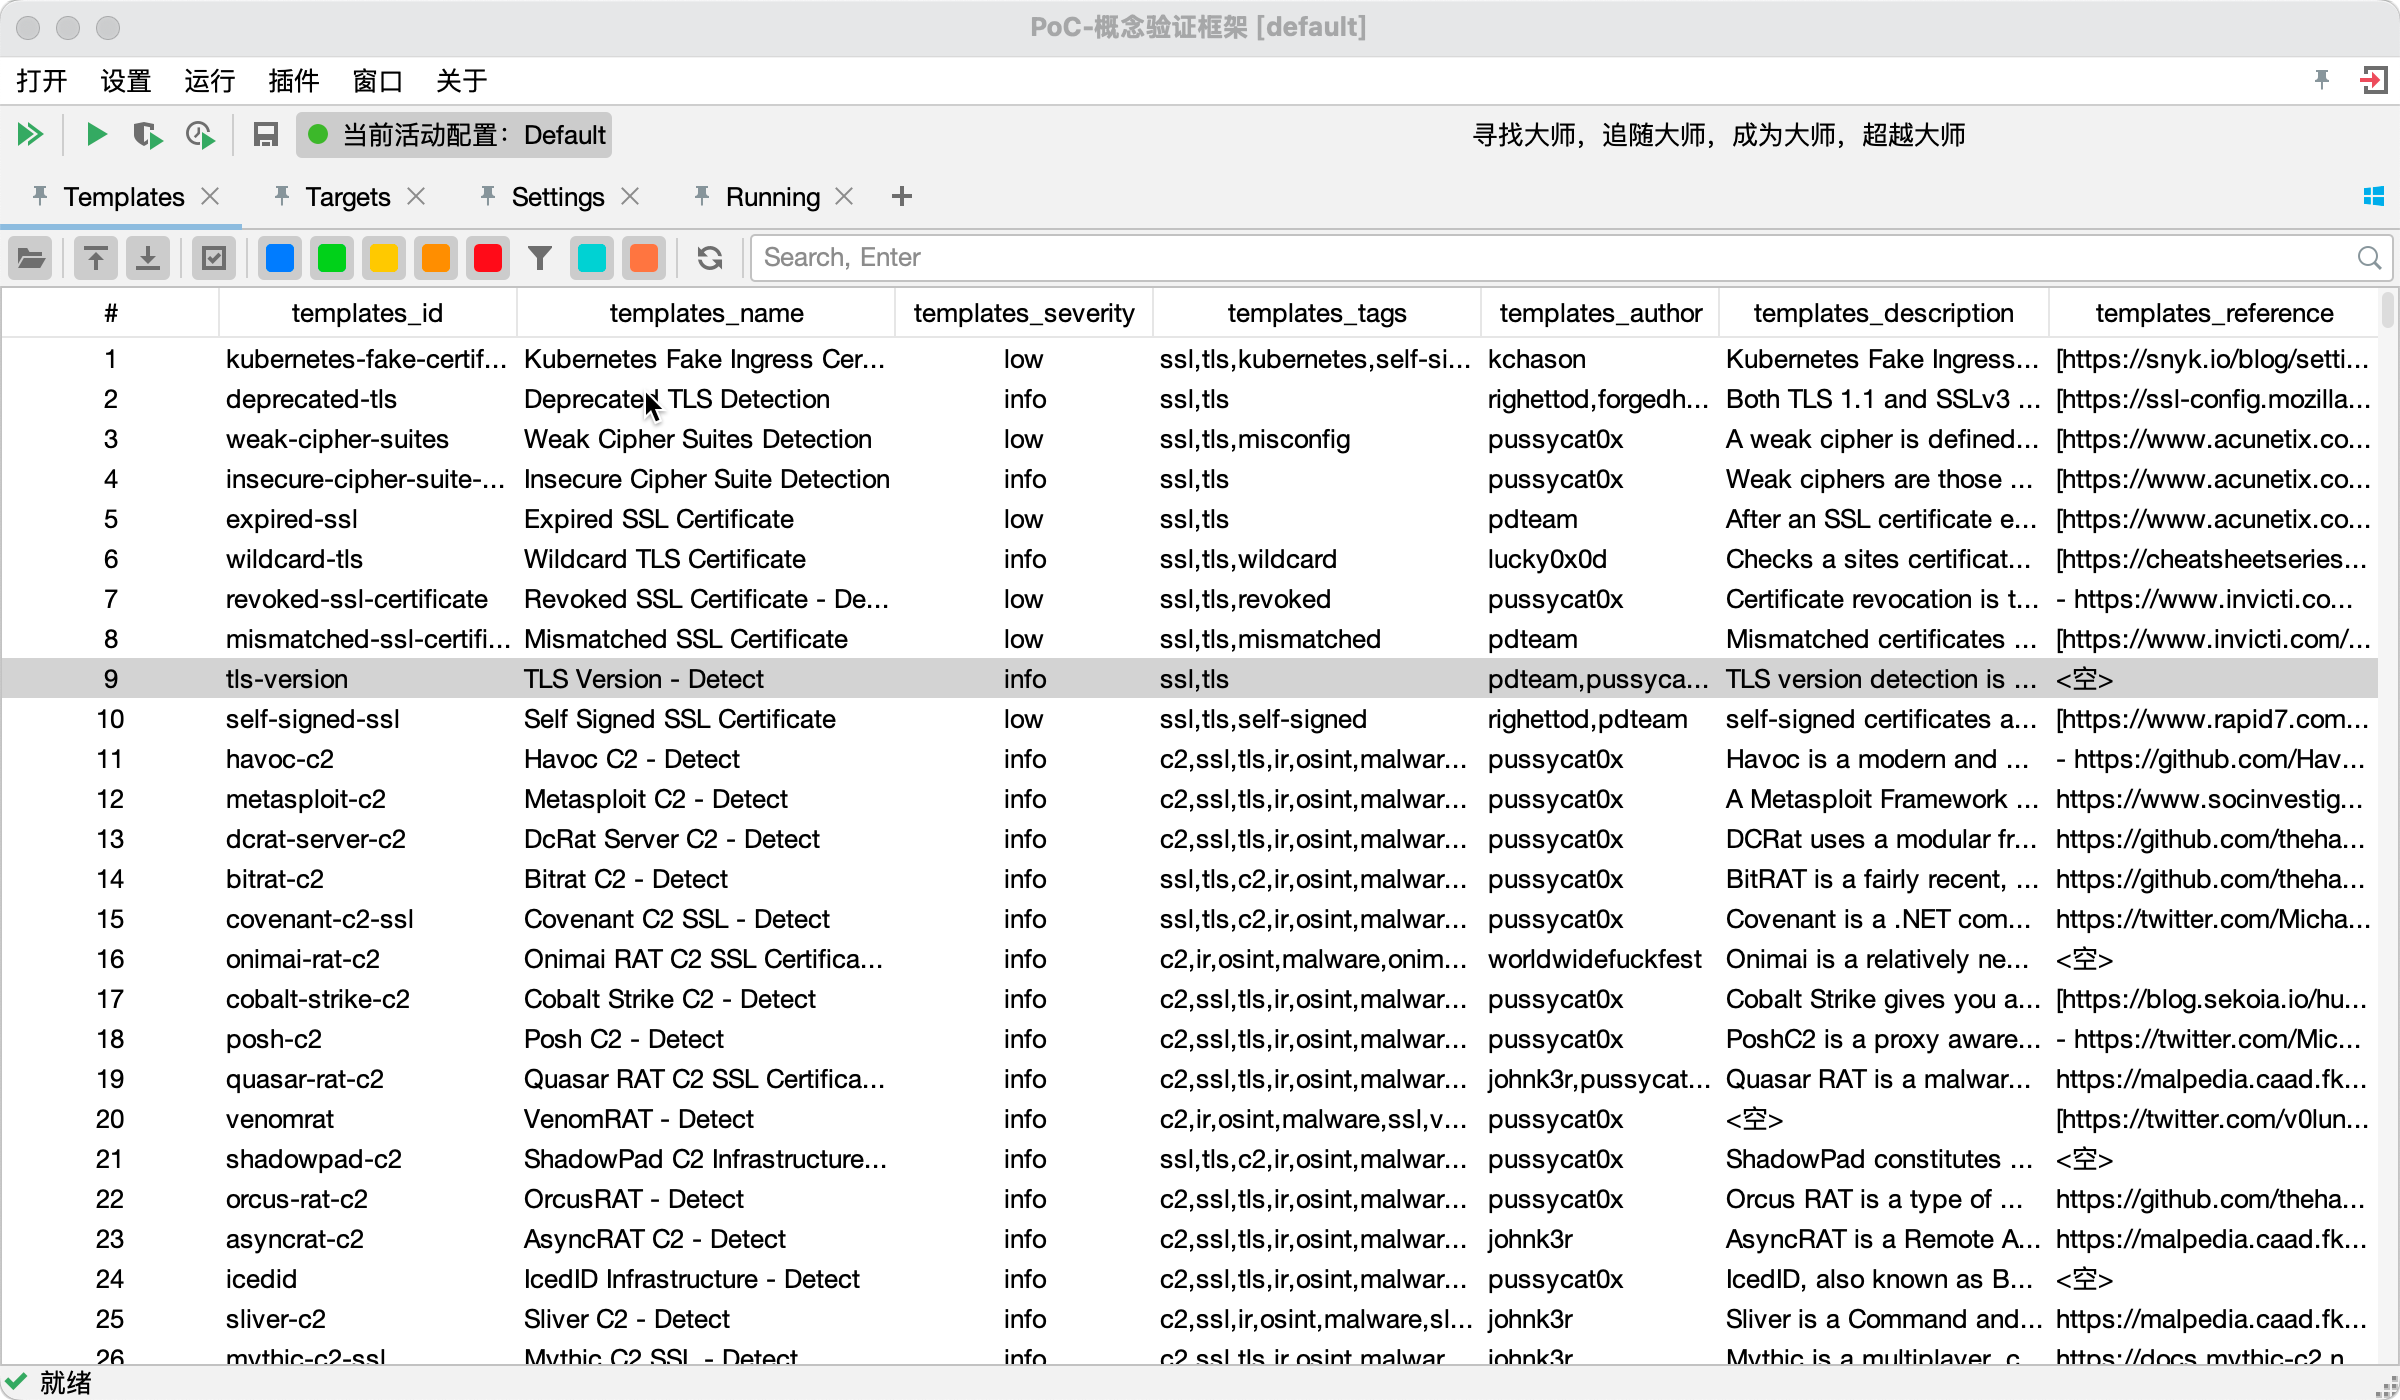 PoC-概念验证框架 [default]
打开 设置 运行 插件 窗口 关于
当前活动配置：Default 寻找大师，追随大师，成为大师，超越大师
Templates Targets Settings Running
Search, Enter
# templates_id templates_name templates_severity templates_tags templates_author templates_description templates_reference
1 kubernetes-fake-certif... Kubernetes Fake Ingress Cer... low ssl,tls,kubernetes,self-si... kchason Kubernetes Fake Ingress... [https://snyk.io/blog/setti...
2 deprecated-tls Deprecated TLS Detection info ssl,tls righettod,forgedh... Both TLS 1.1 and SSLv3 ... [https://ssl-config.mozilla...
3 weak-cipher-suites Weak Cipher Suites Detection low ssl,tls,misconfig pussycat0x A weak cipher is defined... [https://www.acunetix.co...
4 insecure-cipher-suite-... Insecure Cipher Suite Detection info ssl,tls pussycat0x Weak ciphers are those ... [https://www.acunetix.co...
5 expired-ssl Expired SSL Certificate low ssl,tls pdteam After an SSL certificate e... [https://www.acunetix.co...
6 wildcard-tls Wildcard TLS Certificate info ssl,tls,wildcard lucky0x0d Checks a sites certificat... [https://cheatsheetseries...
7 revoked-ssl-certificate Revoked SSL Certificate - De... low ssl,tls,revoked pussycat0x Certificate revocation is t... - https://www.invicti.co...
8 mismatched-ssl-certifi... Mismatched SSL Certificate low ssl,tls,mismatched pdteam Mismatched certificates ... [https://www.invicti.com/...
9 tls-version TLS Version - Detect info ssl,tls pdteam,pussyca... TLS version detection is ... <空>
10 self-signed-ssl Self Signed SSL Certificate low ssl,tls,self-signed righettod,pdteam self-signed certificates a... [https://www.rapid7.com...
11 havoc-c2 Havoc C2 - Detect info c2,ssl,tls,ir,osint,malwar... pussycat0x Havoc is a modern and ... - https://github.com/Hav...
12 metasploit-c2 Metasploit C2 - Detect info c2,ssl,tls,ir,osint,malwar... pussycat0x A Metasploit Framework ... https://www.socinvestig...
13 dcrat-server-c2 DcRat Server C2 - Detect info c2,ssl,tls,ir,osint,malwar... pussycat0x DCRat uses a modular fr... https://github.com/theha...
14 bitrat-c2 Bitrat C2 - Detect info ssl,tls,c2,ir,osint,malwar... pussycat0x BitRAT is a fairly recent, ... https://github.com/theha...
15 covenant-c2-ssl Covenant C2 SSL - Detect info ssl,tls,c2,ir,osint,malwar... pussycat0x Covenant is a .NET com... https://twitter.com/Micha...
16 onimai-rat-c2 Onimai RAT C2 SSL Certifica... info c2,ir,osint,malware,onim... worldwidefuckfest Onimai is a relatively ne... <空>
17 cobalt-strike-c2 Cobalt Strike C2 - Detect info c2,ssl,tls,ir,osint,malwar... pussycat0x Cobalt Strike gives you a... [https://blog.sekoia.io/hu...
18 posh-c2 Posh C2 - Detect info c2,ssl,tls,ir,osint,malwar... pussycat0x PoshC2 is a proxy aware... - https://twitter.com/Mic...
19 quasar-rat-c2 Quasar RAT C2 SSL Certifica... info c2,ssl,tls,ir,osint,malwar... johnk3r,pussycat... Quasar RAT is a malwar... https://malpedia.caad.fk...
20 venomrat VenomRAT - Detect info c2,ir,osint,malware,ssl,v... pussycat0x <空> [https://twitter.com/v0lun...
21 shadowpad-c2 ShadowPad C2 Infrastructure... info ssl,tls,c2,ir,osint,malwar... pussycat0x ShadowPad constitutes ... <空>
22 orcus-rat-c2 OrcusRAT - Detect info c2,ssl,tls,ir,osint,malwar... pussycat0x Orcus RAT is a type of ... https://github.com/theha...
23 asyncrat-c2 AsyncRAT C2 - Detect info c2,ssl,tls,ir,osint,malwar... johnk3r AsyncRAT is a Remote A... https://malpedia.caad.fk...
24 icedid IcedID Infrastructure - Detect info c2,ssl,tls,ir,osint,malwar... pussycat0x IcedID, also known as B... <空>
25 sliver-c2 Sliver C2 - Detect info c2,ssl,ir,osint,malware,sl... johnk3r Sliver is a Command and... https://malpedia.caad.fk...
26 mythic-c2-ssl Mythic C2 SSL - Detect info c2,ssl,tls,ir,osint,malwar... johnk3r Mythic is a multiplayer, c... https://docs.mythic-c2.n...
就绪